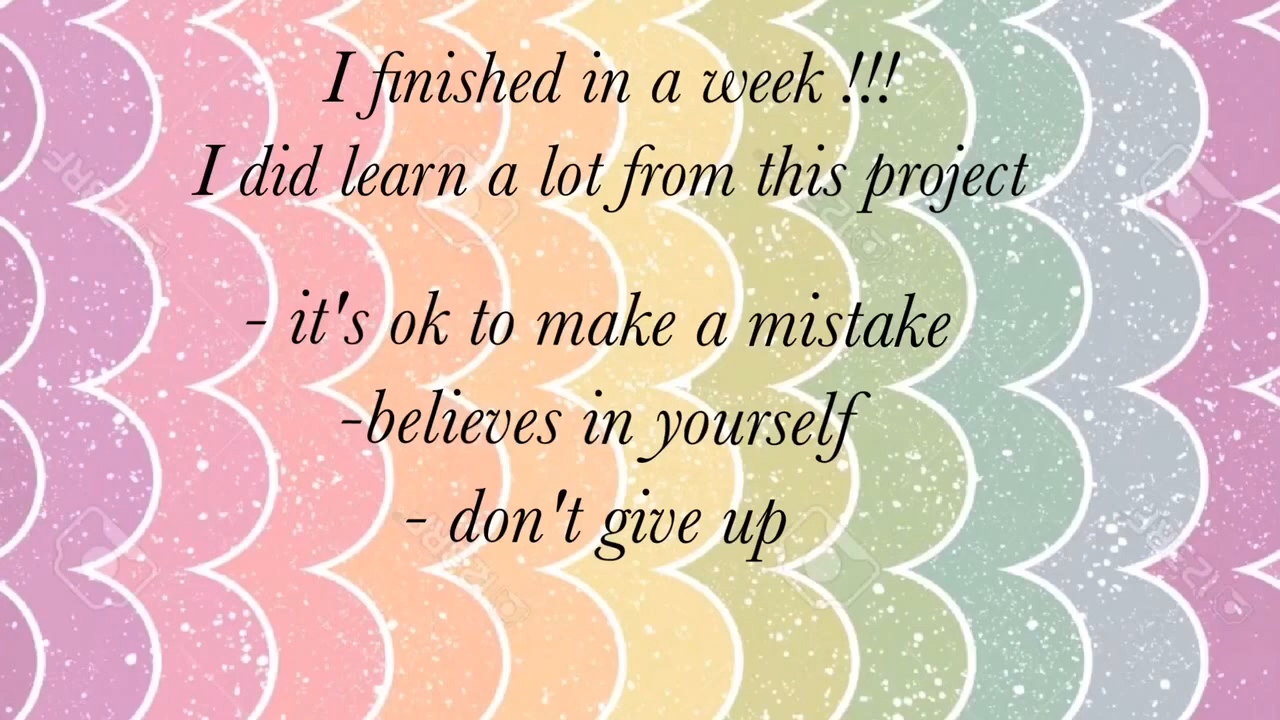 I finished in a week !!!
I did learn a lot from this project
- it's ok to make a mistake
-believes in yourself
- don't give up